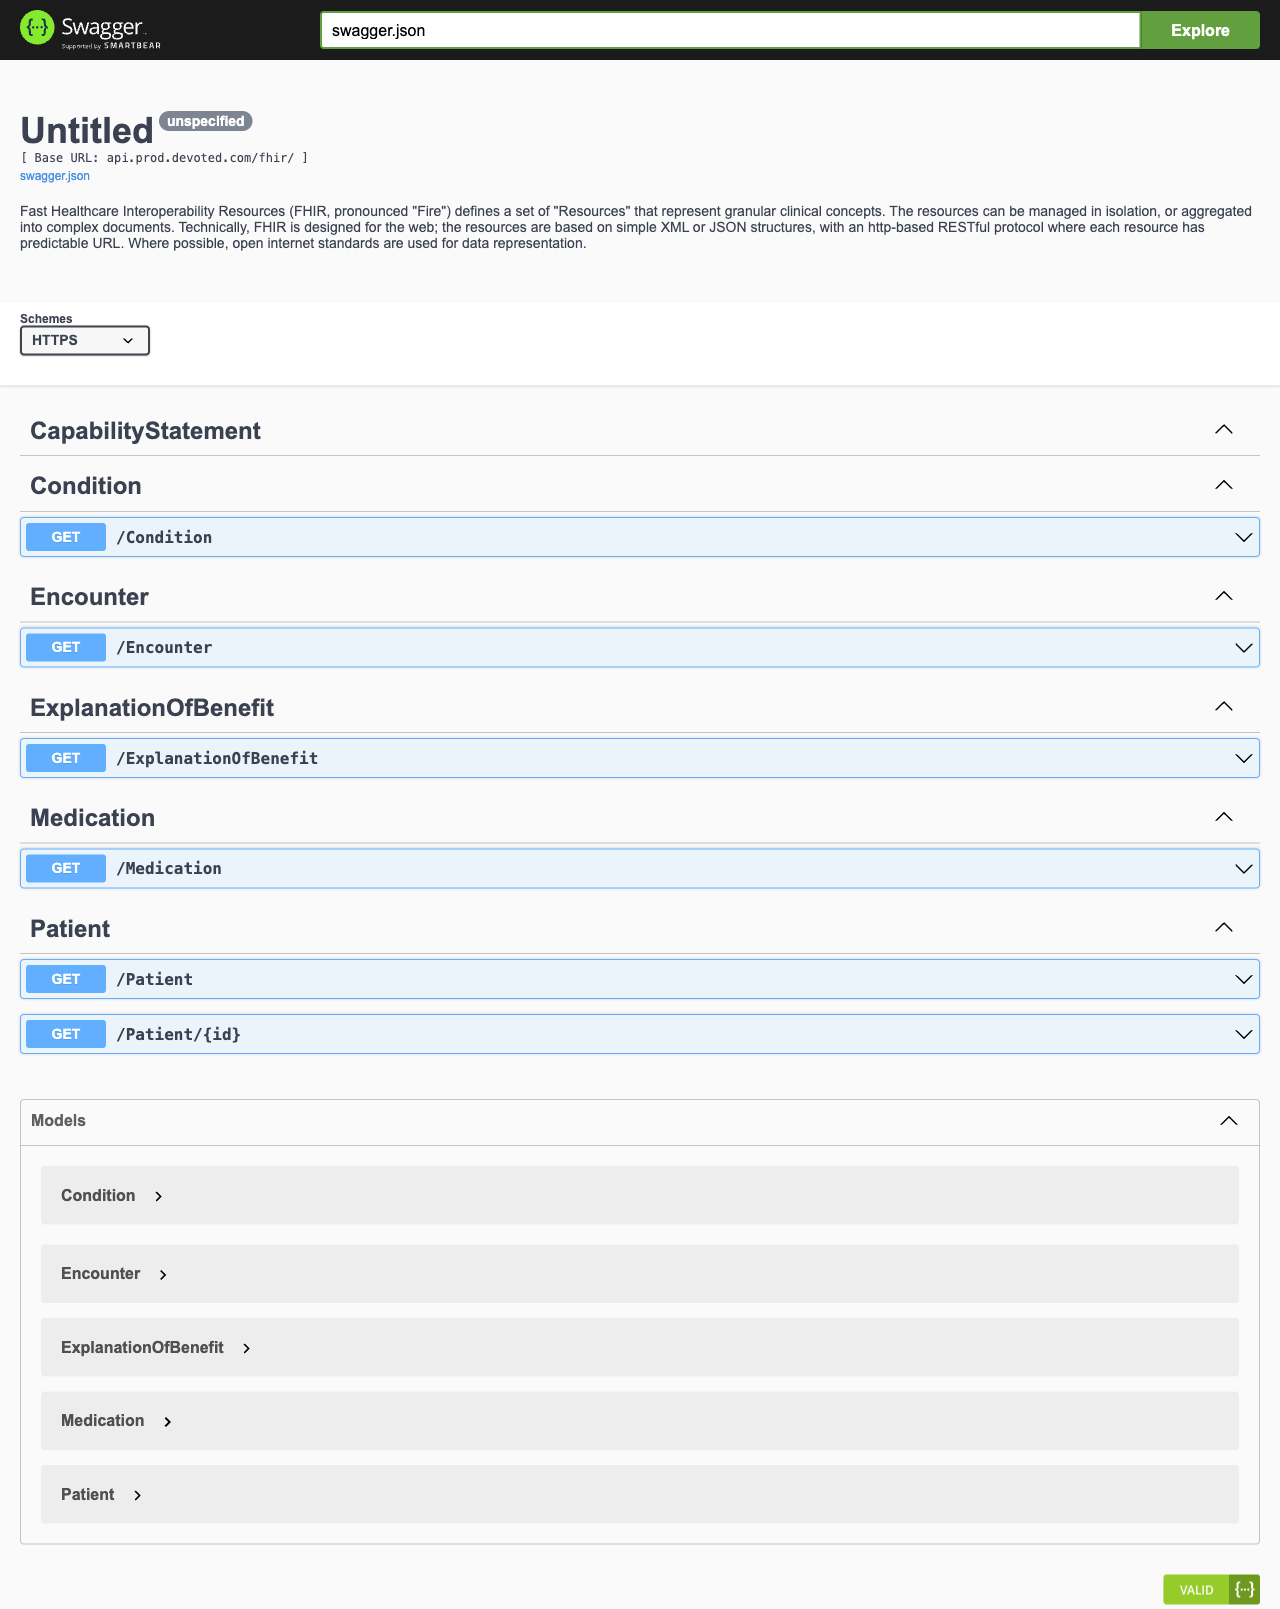 {···} Swagger
Supported by SMARTBEAR
swagger.json
Explore
Untitled unspecified
[ Base URL: api.prod.devoted.com/fhir/ ]
swagger.json
Fast Healthcare Interoperability Resources (FHIR, pronounced "Fire") defines a set of "Resources" that represent granular clinical concepts. The resources can be managed in isolation, or aggregated
into complex documents. Technically, FHIR is designed for the web; the resources are based on simple XML or JSON structures, with an http-based RESTful protocol where each resource has
predictable URL. Where possible, open internet standards are used for data representation.
Schemes
HTTPS
CapabilityStatement
Condition
GET /Condition
Encounter
GET /Encounter
ExplanationOfBenefit
GET /ExplanationOfBenefit
Medication
GET /Medication
Patient
GET /Patient
GET /Patient/{id}
Models
Condition
Encounter
ExplanationOfBenefit
Medication
Patient
VALID {···}